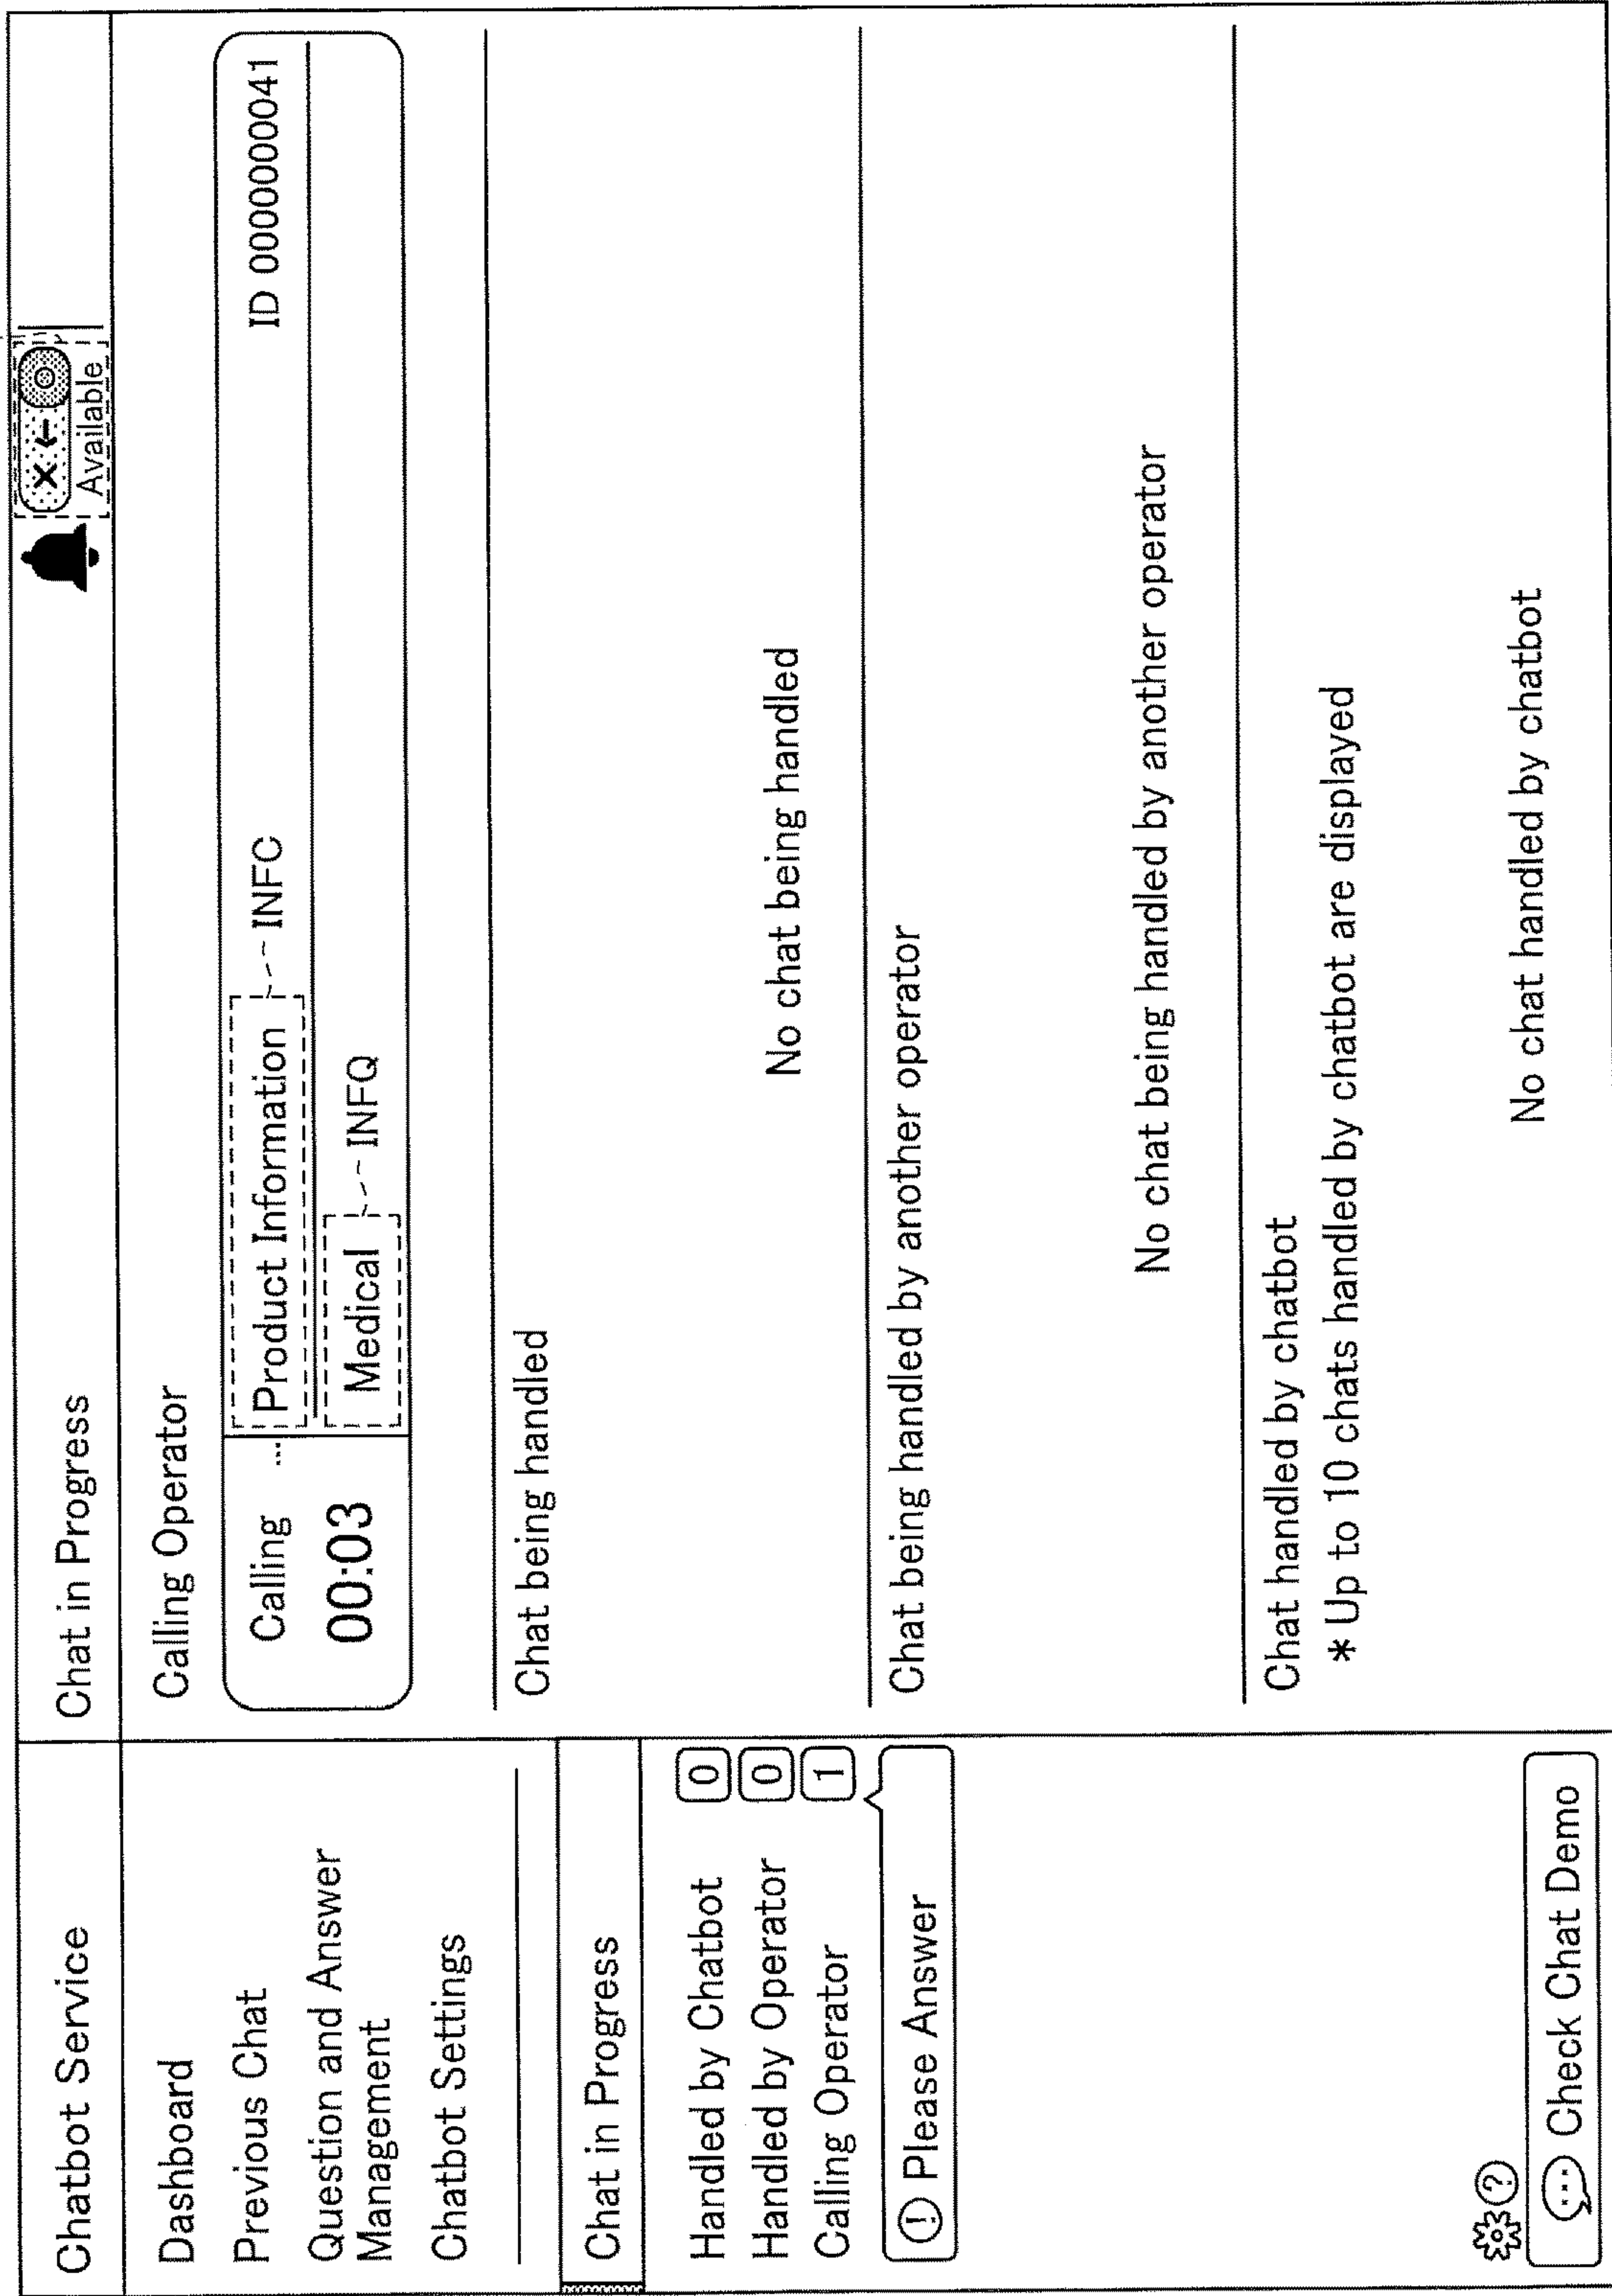 Chatbot Service
Dashboard
Previous Chat
Question and Answer
Management
Chatbot Settings
Chat in Progress
Handled by Chatbot 0
Handled by Operator 0
Calling Operator 1
! Please Answer
?
Check Chat Demo
Chat in Progress
Available
Calling Operator
Calling ...
00:03
Product Information INFC
ID 000000041
Medical INFQ
Chat being handled
No chat being handled
Chat being handled by another operator
No chat being handled by another operator
Chat handled by chatbot
* Up to 10 chats handled by chatbot are displayed
No chat handled by chatbot